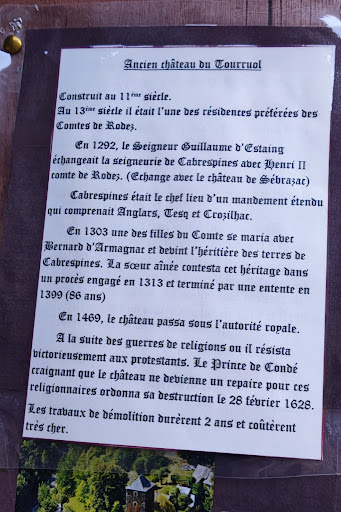 Ancien château du Tourruol
Construit au 11ème siècle.
Au 13ème siècle il était l'une des résidences préférées des
Comtes de Rodez.
En 1292, le Seigneur Guillaume d'Estaing
échangeait la seigneurie de Cabrespines avec Henri II
comte de Rodez. (Echange avec le château de Sébrazac)
Cabrespines était le chef lieu d'un mandement étendu
qui comprenait Anglars, Tesq et Crozilhac.
En 1303 une des filles du Comte se maria avec
Bernard d'Armagnac et devint l'héritière des terres de
Cabrespines. La sœur aînée contesta cet héritage dans
un procès engagé en 1313 et terminé par une entente en
1399 (86 ans)
En 1469, le château passa sous l'autorité royale.
A la suite des guerres de religions ou il résista
victorieusement aux protestants. Le Prince de Condé
craignant que le château ne devienne un repaire pour ces
religionnaires ordonna sa destruction le 28 février 1628.
Les travaux de démolition durèrent 2 ans et coûtèrent
très cher.